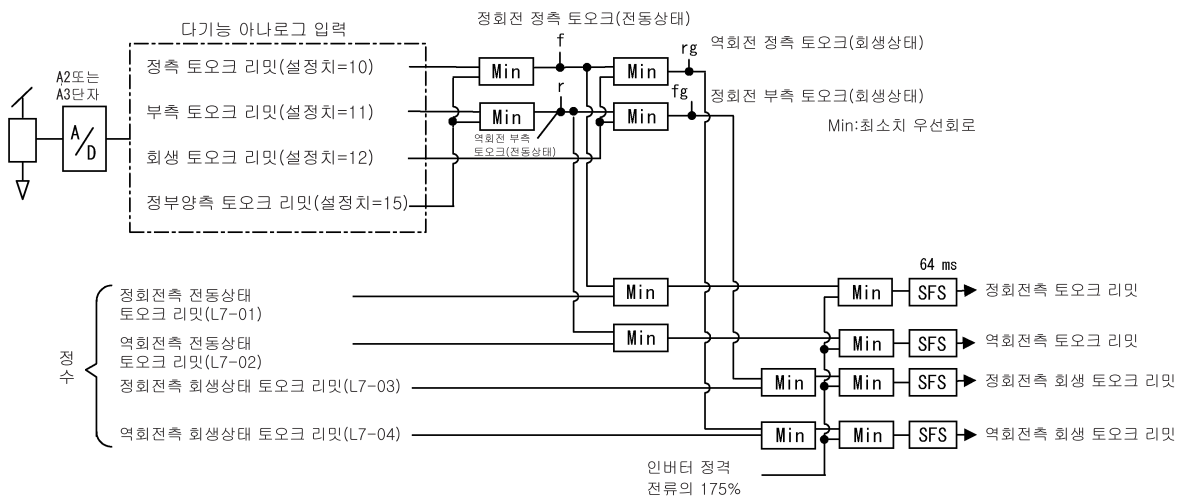 정회전 정측 토오크(전동상태)
다기능 아나로그 입력
f
rg
역회전 정측 토오크(회생상태)
정측 토오크 리밋(설정치=10)
Min
Min
A2또는
A3단자
r
fg
정회전 부측 토오크(회생상태)
부측 토오크 리밋(설정치=11)
Min
Min
Min:최소치 우선회로
A/D
역회전 부측
토오크(전동상태)
회생 토오크 리밋(설정치=12)
정부양측 토오크 리밋(설정치=15)
64 ms
정회전측 전동상태
토오크 리밋(L7-01)
Min
Min
SFS
정회전측 토오크 리밋
역회전측 전동상태
토오크 리밋(L7-02)
Min
Min
SFS
역회전측 토오크 리밋
정수
정회전측 회생상태 토오크 리밋(L7-03)
Min
Min
SFS
정회전측 회생 토오크 리밋
역회전측 회생상태 토오크 리밋(L7-04)
Min
Min
SFS
역회전측 회생 토오크 리밋
인버터 정격
전류의 175%